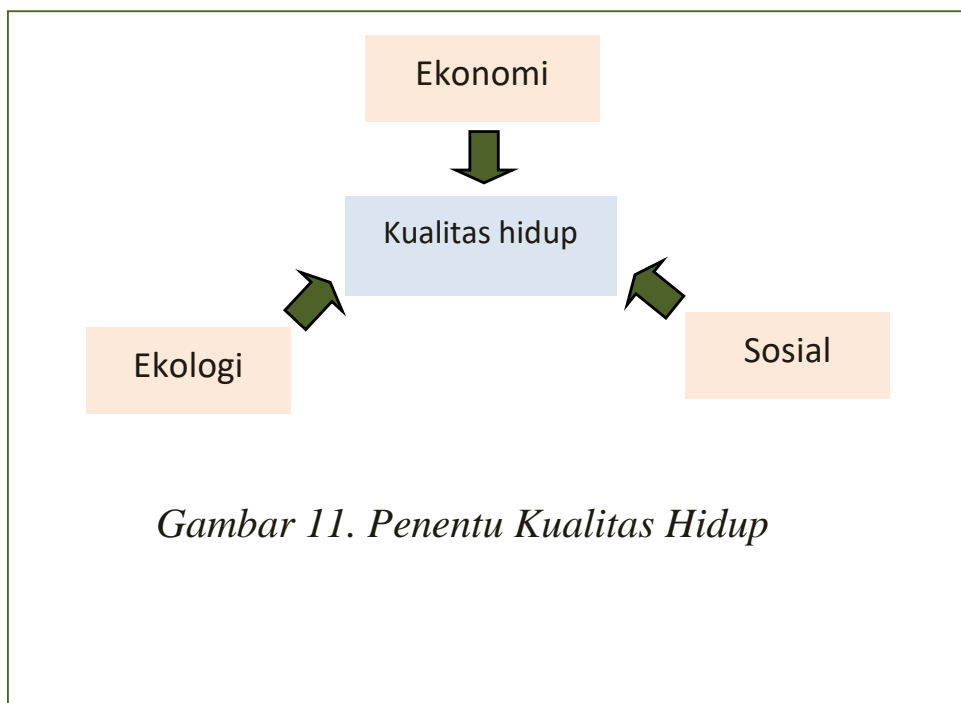 Ekonomi
Kualitas hidup
Ekologi
Sosial
Gambar 11. Penentu Kualitas Hidup